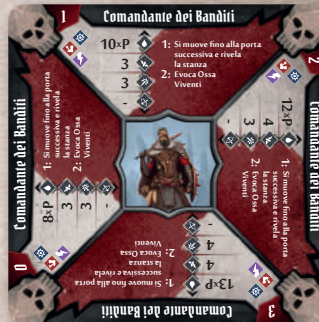 1
Comandante dei Banditi
10×P
3
3
-
1: Si muove fino alla porta
successiva e rivela
la stanza
2: Evoca Ossa
Viventi
2
Comandante dei Banditi
12×P
4
3
-
1: Si muove fino alla porta
successiva e rivela
la stanza
2: Evoca Ossa
Viventi
3
Comandante dei Banditi
13×P
4
4
-
1: Si muove fino alla porta
successiva e rivela
la stanza
2: Evoca Ossa
Viventi
0
Comandante dei Banditi
8×P
3
3
-
1: Si muove fino alla porta
successiva e rivela
la stanza
2: Evoca Ossa
Viventi